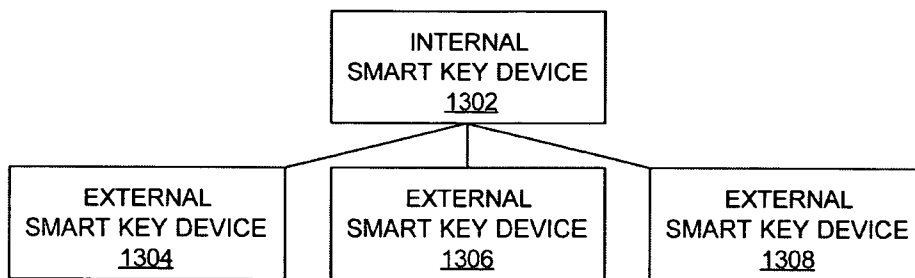 INTERNAL
SMART KEY DEVICE
1302
EXTERNAL
SMART KEY DEVICE
1304
EXTERNAL
SMART KEY DEVICE
1306
EXTERNAL
SMART KEY DEVICE
1308